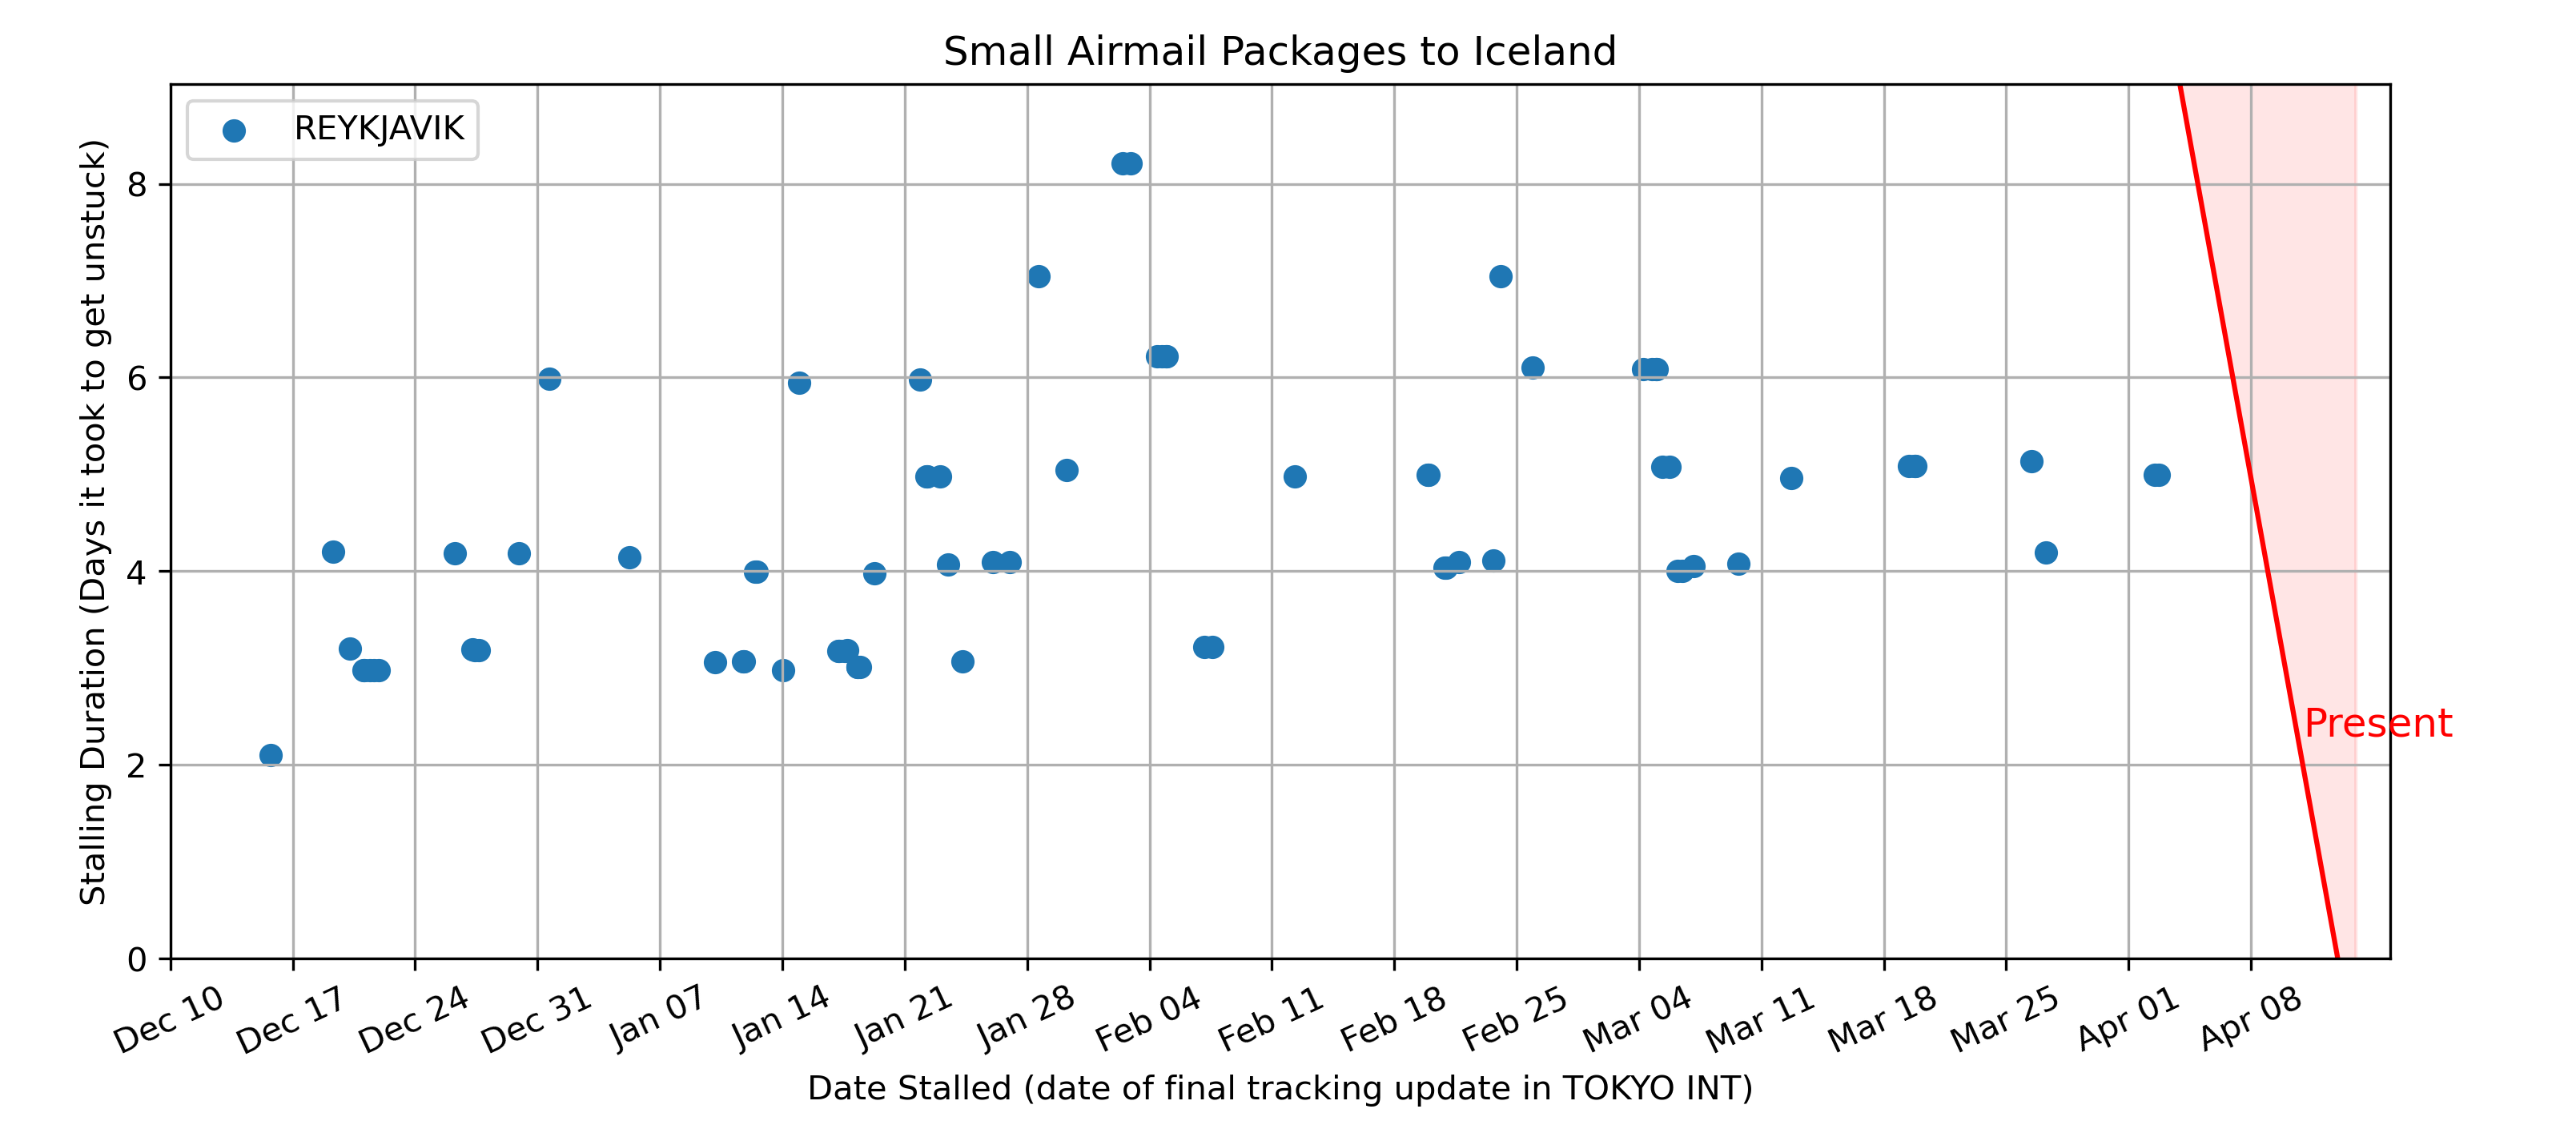 Small Airmail Packages to Iceland
REYKJAVIK
Stalling Duration (Days it took to get unstuck)
8
6
4
2
0
Present
Dec 10 Dec 17 Dec 24 Dec 31 Jan 07 Jan 14 Jan 21 Jan 28 Feb 04 Feb 11 Feb 18 Feb 25 Mar 04 Mar 11 Mar 18 Mar 25 Apr 01 Apr 08
Date Stalled (date of final tracking update in TOKYO INT)